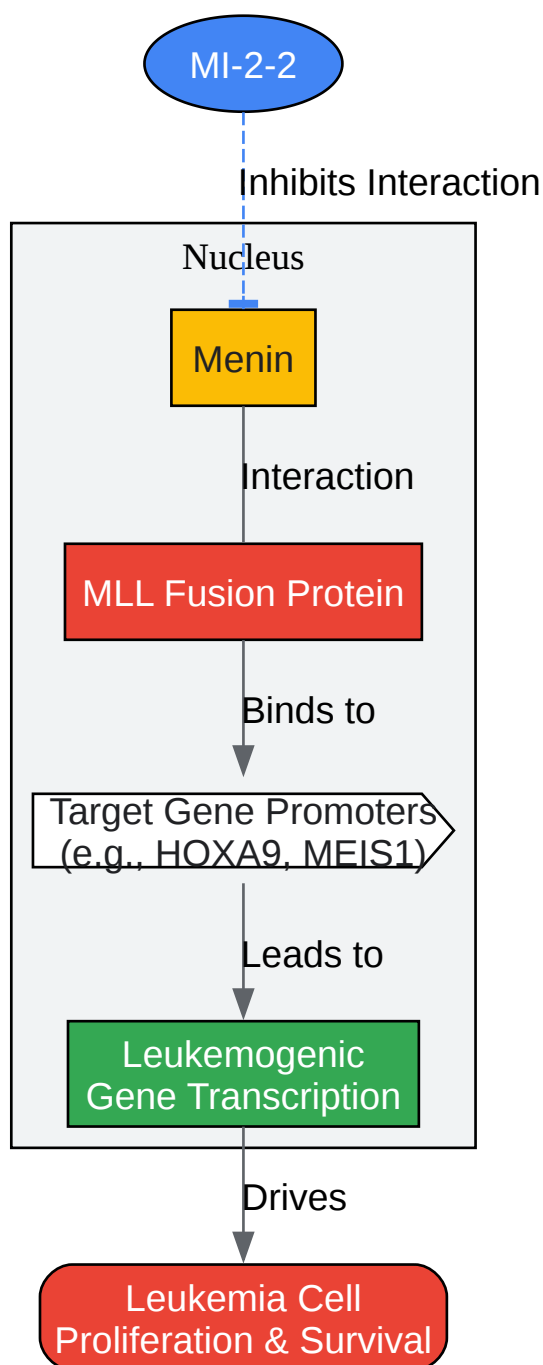 MI-2-2
Inhibits Interaction
Nucleus
Menin
Interaction
MLL Fusion Protein
Binds to
Target Gene Promoters
(e.g., HOXA9, MEIS1)
Leads to
Leukemogenic
Gene Transcription
Drives
Leukemia Cell
Proliferation & Survival